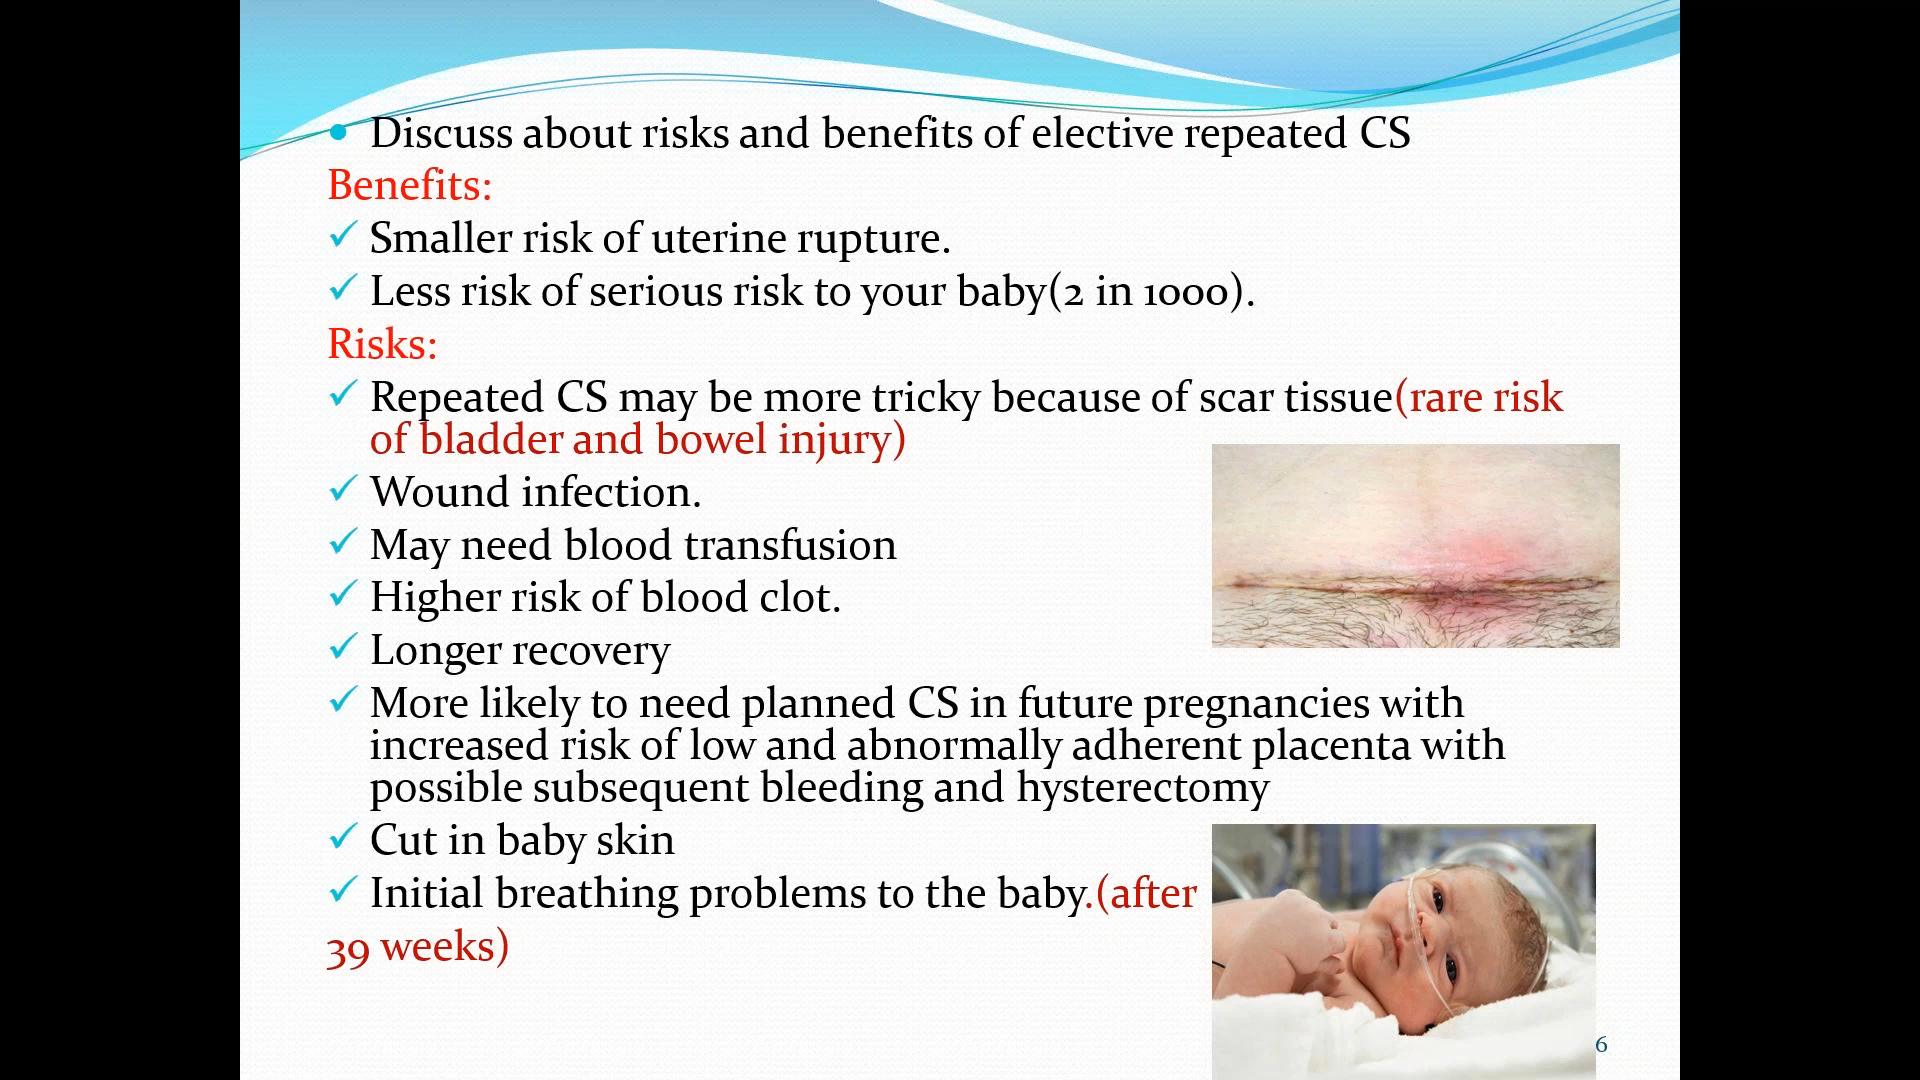 Discuss about risks and benefits of elective repeated CS
Benefits:
Smaller risk of uterine rupture.
Less risk of serious risk to your baby(2 in 1000).
Risks:
Repeated CS may be more tricky because of scar tissue(rare risk
of bladder and bowel injury)
Wound infection.
May need blood transfusion
Higher risk of blood clot.
Longer recovery
More likely to need planned CS in future pregnancies with
increased risk of low and abnormally adherent placenta with
possible subsequent bleeding and hysterectomy
Cut in baby skin
Initial breathing problems to the baby.(after
39 weeks)
6